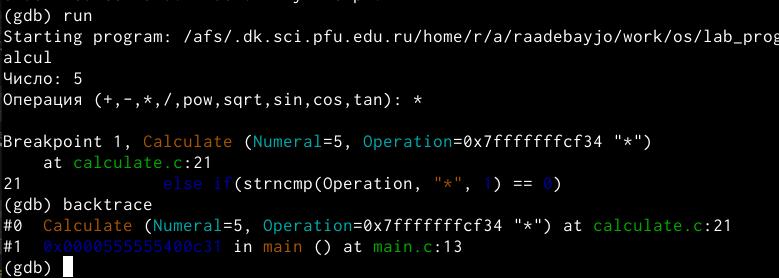 (gdb) run
Starting program: /afs/.dk.sci.pfu.edu.ru/home/r/a/raadebayjo/work/os/lab_prog
alcul
Число: 5
Операция (+,-,*,/,pow,sqrt,sin,cos,tan): *
Breakpoint 1, Calculate (Numeral=5, Operation=0x7fffffffcf34 "*")
at calculate.c:21
21 else if(strncmp(Operation, "*", 1) == 0)
(gdb) backtrace
#0 Calculate (Numeral=5, Operation=0x7fffffffcf34 "*") at calculate.c:21
#1 0x0000555555400c31 in main () at main.c:13
(gdb)